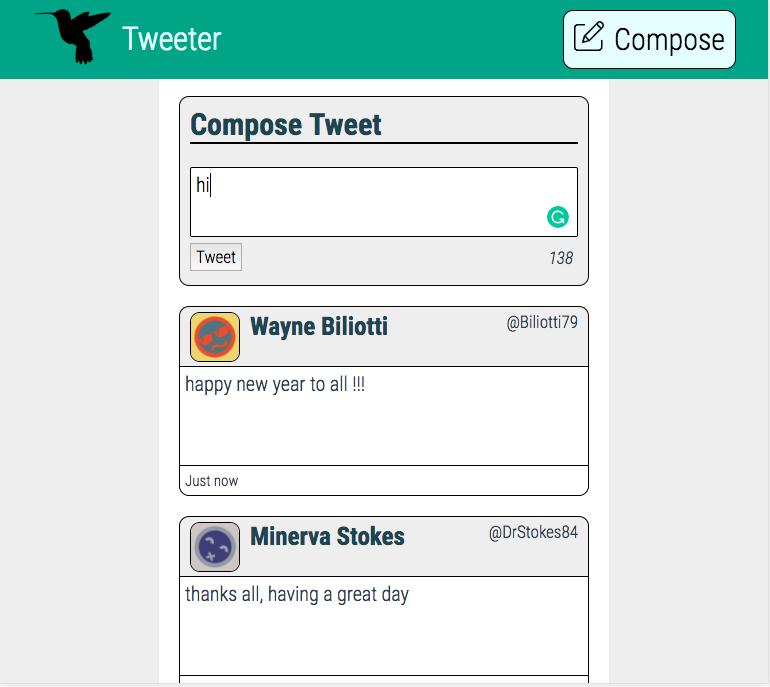 Tweeter
Compose
Compose Tweet
hi
Tweet
138
Wayne Biliotti
@Biliotti79
happy new year to all !!!
Just now
Minerva Stokes
@DrStokes84
thanks all, having a great day